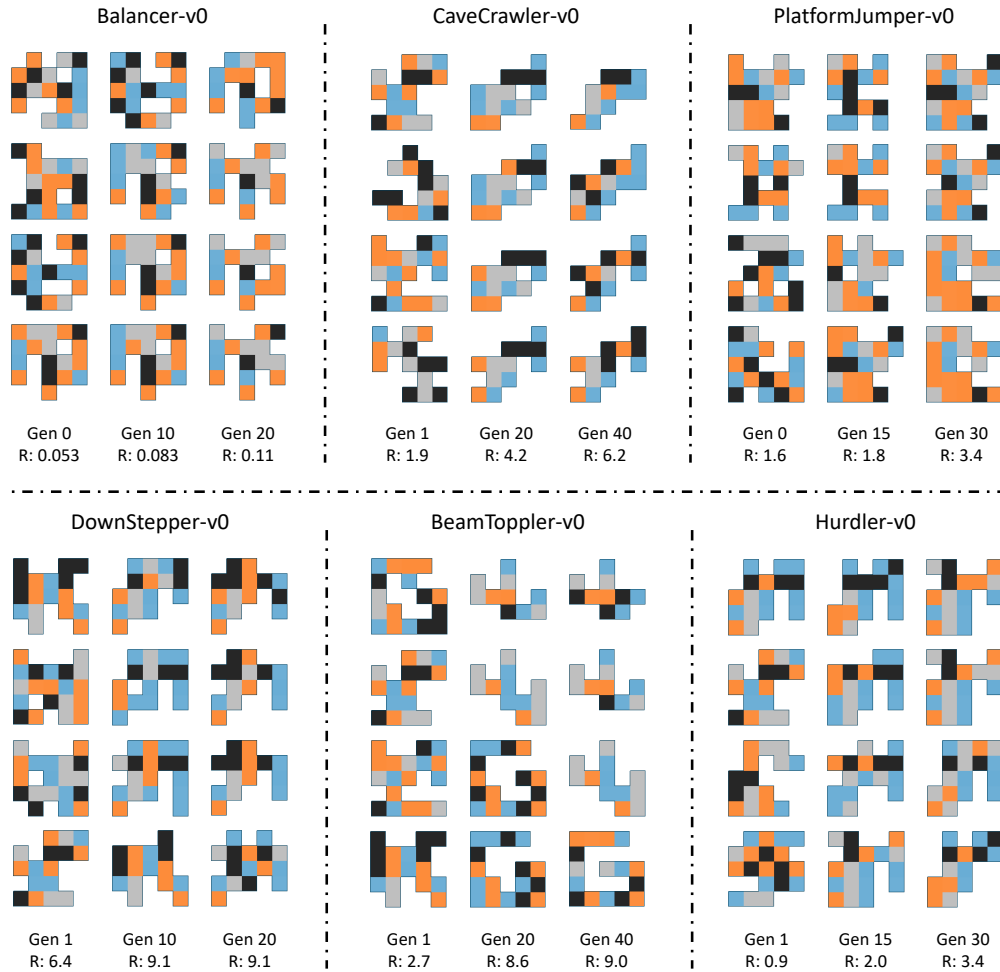 Balancer-v0
CaveCrawler-v0
PlatformJumper-v0
Gen 0 Gen 10 Gen 20
R: 0.053 R: 0.083 R: 0.11
Gen 1 Gen 20 Gen 40
R: 1.9 R: 4.2 R: 6.2
Gen 0 Gen 15 Gen 30
R: 1.6 R: 1.8 R: 3.4
DownStepper-v0
BeamToppler-v0
Hurdler-v0
Gen 1 Gen 10 Gen 20
R: 6.4 R: 9.1 R: 9.1
Gen 1 Gen 20 Gen 40
R: 2.7 R: 8.6 R: 9.0
Gen 1 Gen 15 Gen 30
R: 0.9 R: 2.0 R: 3.4